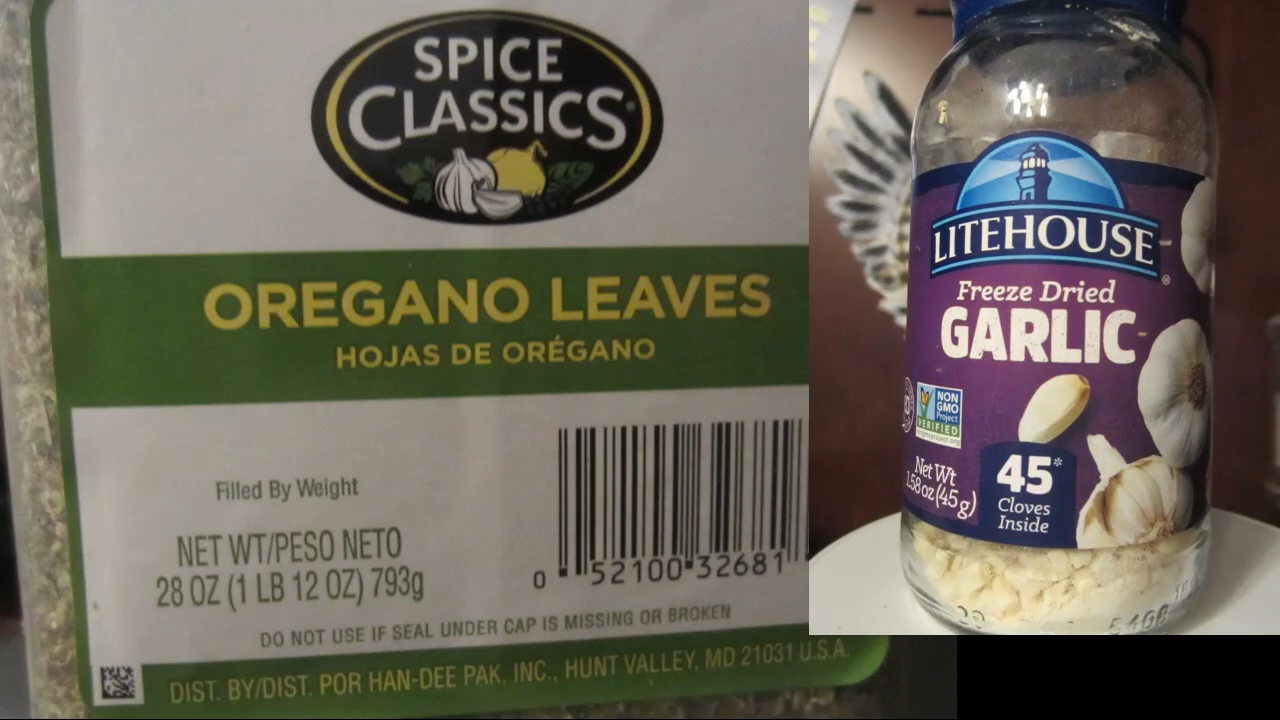 SPICE
CLASSICS
OREGANO LEAVES
HOJAS DE ORÉGANO
Filled By Weight
NET WT/PESO NETO
28 OZ (1 LB 12 OZ) 793g
0 52100 32681
DO NOT USE IF SEAL UNDER CAP IS MISSING OR BROKEN
DIST. BY/DIST. POR HAN-DEE PAK, INC., HUNT VALLEY, MD 21031 U.S.A.
LITEHOUSE®
Freeze Dried
GARLIC
NON
GMO
Project
VERIFIED
nongmoproject.org
Net Wt
1.58 oz (45g)
45*
Cloves
Inside